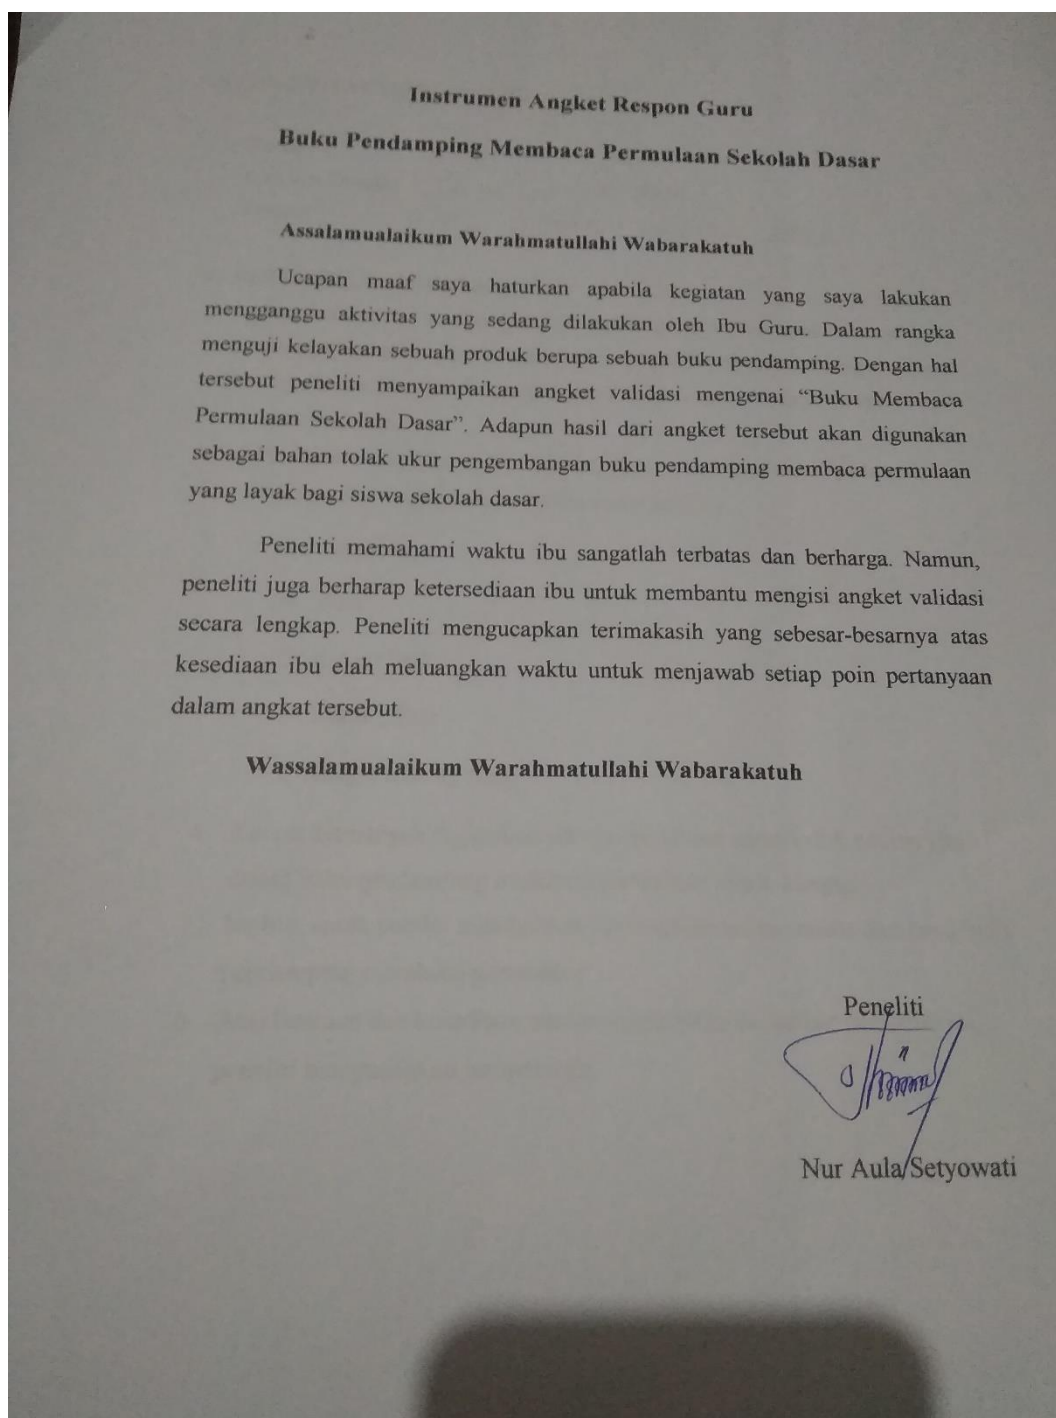 Instrumen Angket Respon Guru
Buku Pendamping Membaca Permulaan Sekolah Dasar
Assalamualaikum Warahmatullahi Wabarakatuh
Ucapan maaf saya haturkan apabila kegiatan yang saya lakukan
mengganggu aktivitas yang sedang dilakukan oleh Ibu Guru. Dalam rangka
menguji kelayakan sebuah produk berupa sebuah buku pendamping. Dengan hal
tersebut peneliti menyampaikan angket validasi mengenai “Buku Membaca
Permulaan Sekolah Dasar”. Adapun hasil dari angket tersebut akan digunakan
sebagai bahan tolak ukur pengembangan buku pendamping membaca permulaan
yang layak bagi siswa sekolah dasar.
Peneliti memahami waktu ibu sangatlah terbatas dan berharga. Namun,
peneliti juga berharap ketersediaan ibu untuk membantu mengisi angket validasi
secara lengkap. Peneliti mengucapkan terimakasih yang sebesar-besarnya atas
kesediaan ibu elah meluangkan waktu untuk menjawab setiap poin pertanyaan
dalam angkat tersebut.
Wassalamualaikum Warahmatullahi Wabarakatuh
Peneliti
Nur Aula Setyowati